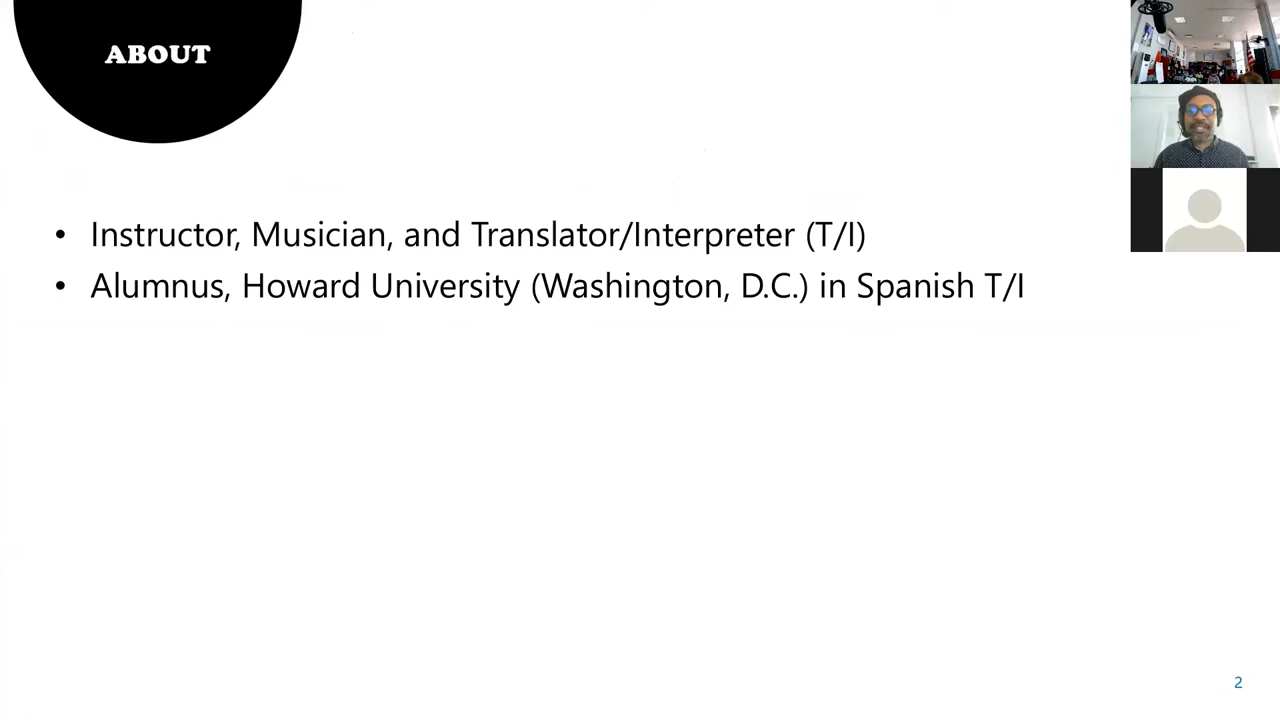 ABOUT
• Instructor, Musician, and Translator/Interpreter (T/I)
• Alumnus, Howard University (Washington, D.C.) in Spanish T/I
2